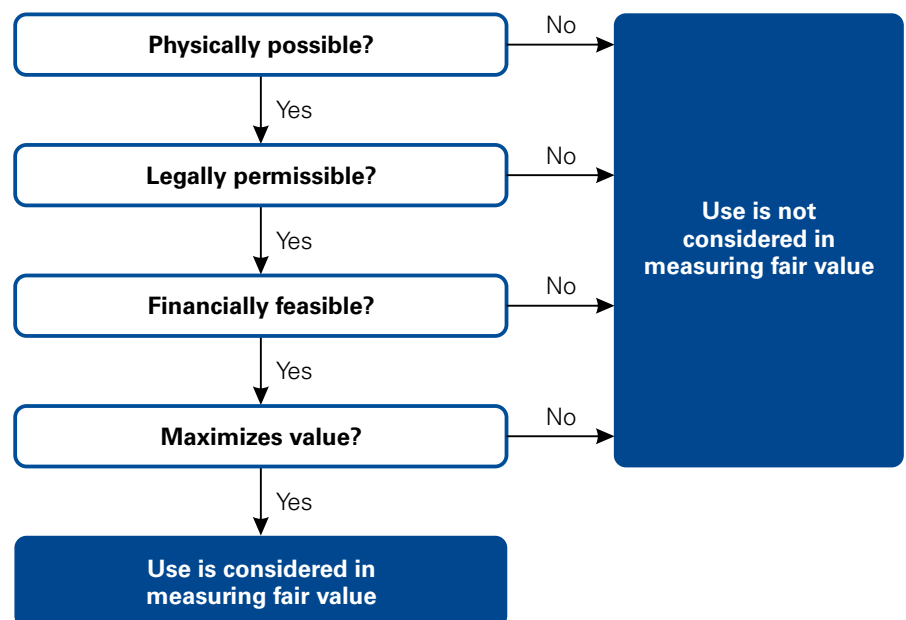 Physically possible?
No
Yes
Legally permissible?
No
Yes
Financially feasible?
No
Yes
Maximizes value?
No
Yes
Use is not
considered in
measuring fair value
Use is considered in
measuring fair value